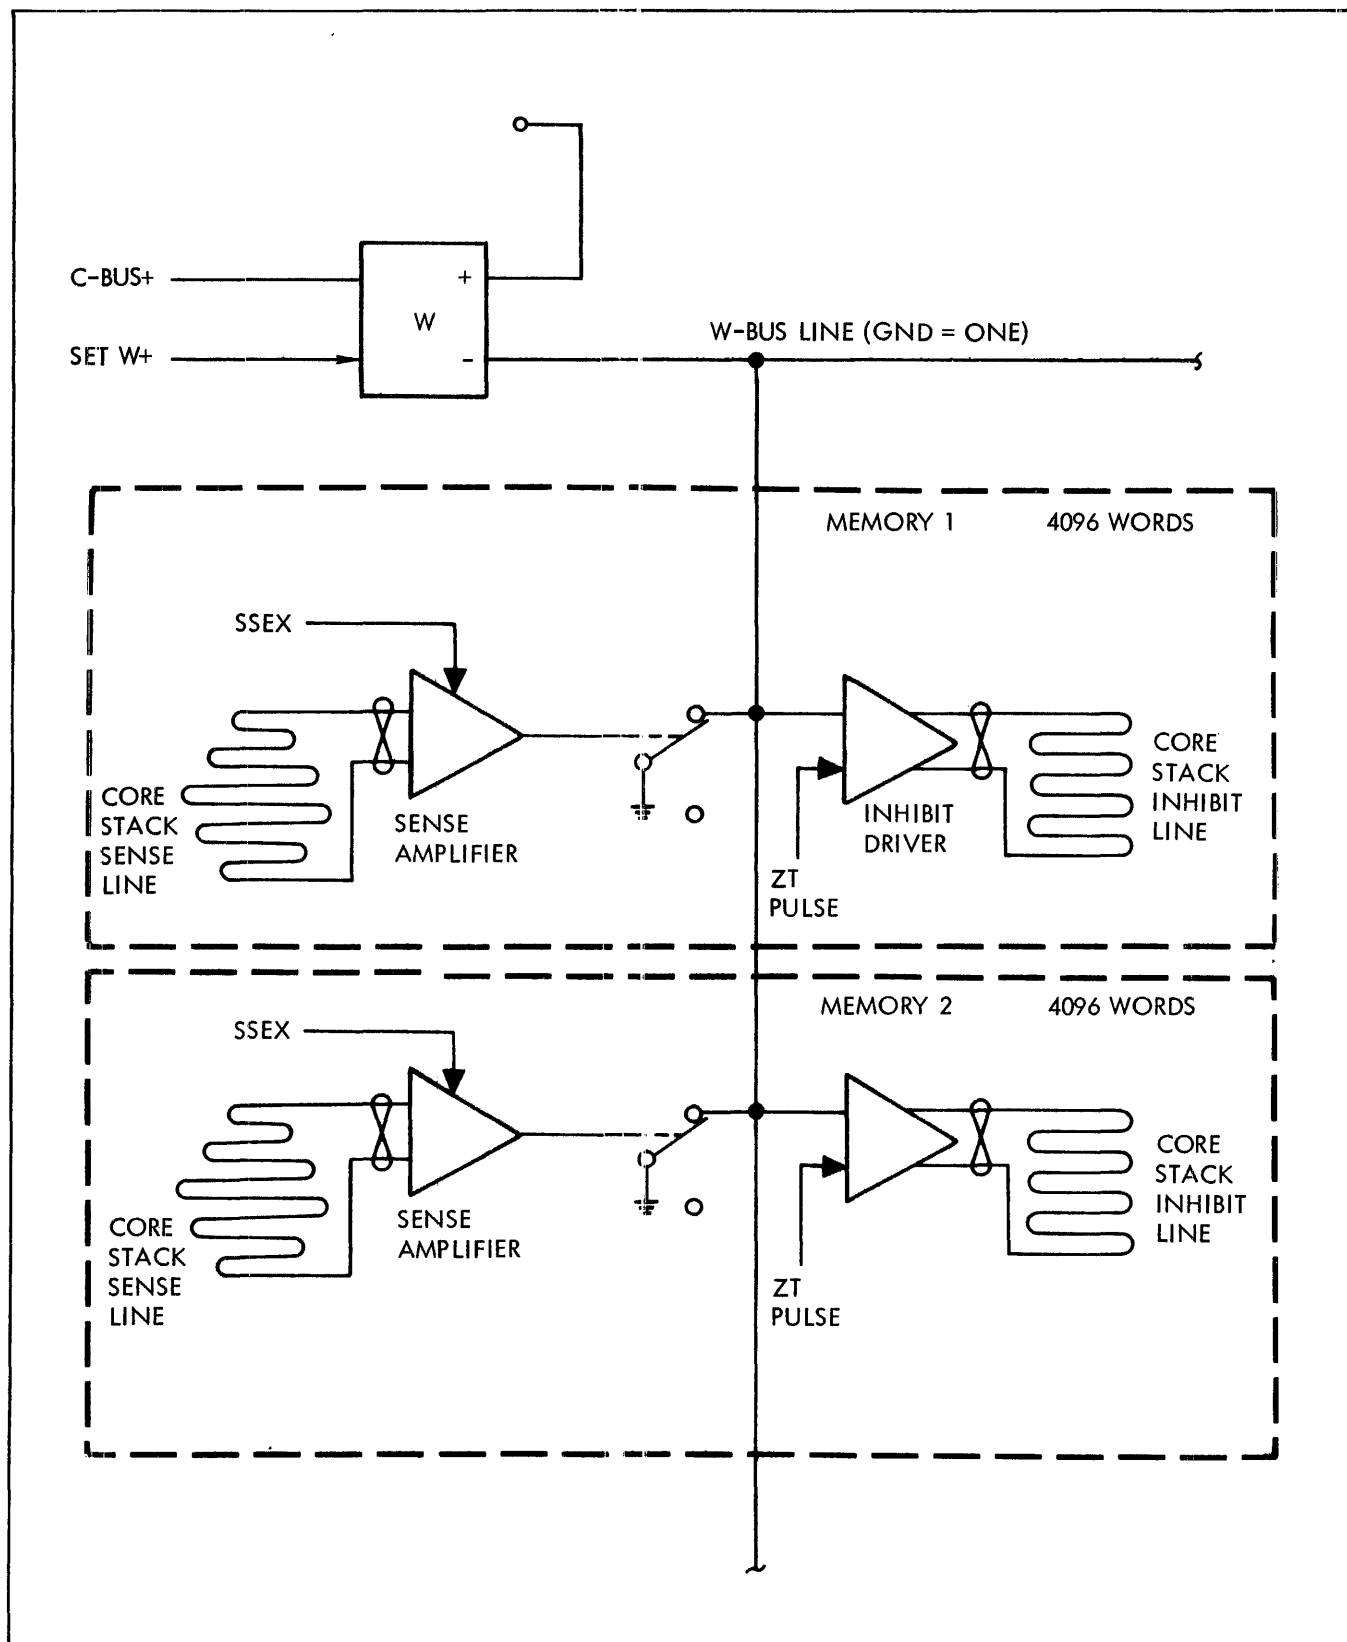 C-BUS+
+
W
SET W+
-
W-BUS LINE (GND = ONE)
MEMORY 1 4096 WORDS
SSEX
CORE
STACK
SENSE
LINE
SENSE
AMPLIFIER
ZT
PULSE
INHIBIT
DRIVER
CORE
STACK
INHIBIT
LINE
MEMORY 2 4096 WORDS
SSEX
CORE
STACK
SENSE
LINE
SENSE
AMPLIFIER
ZT
PULSE
CORE
STACK
INHIBIT
LINE